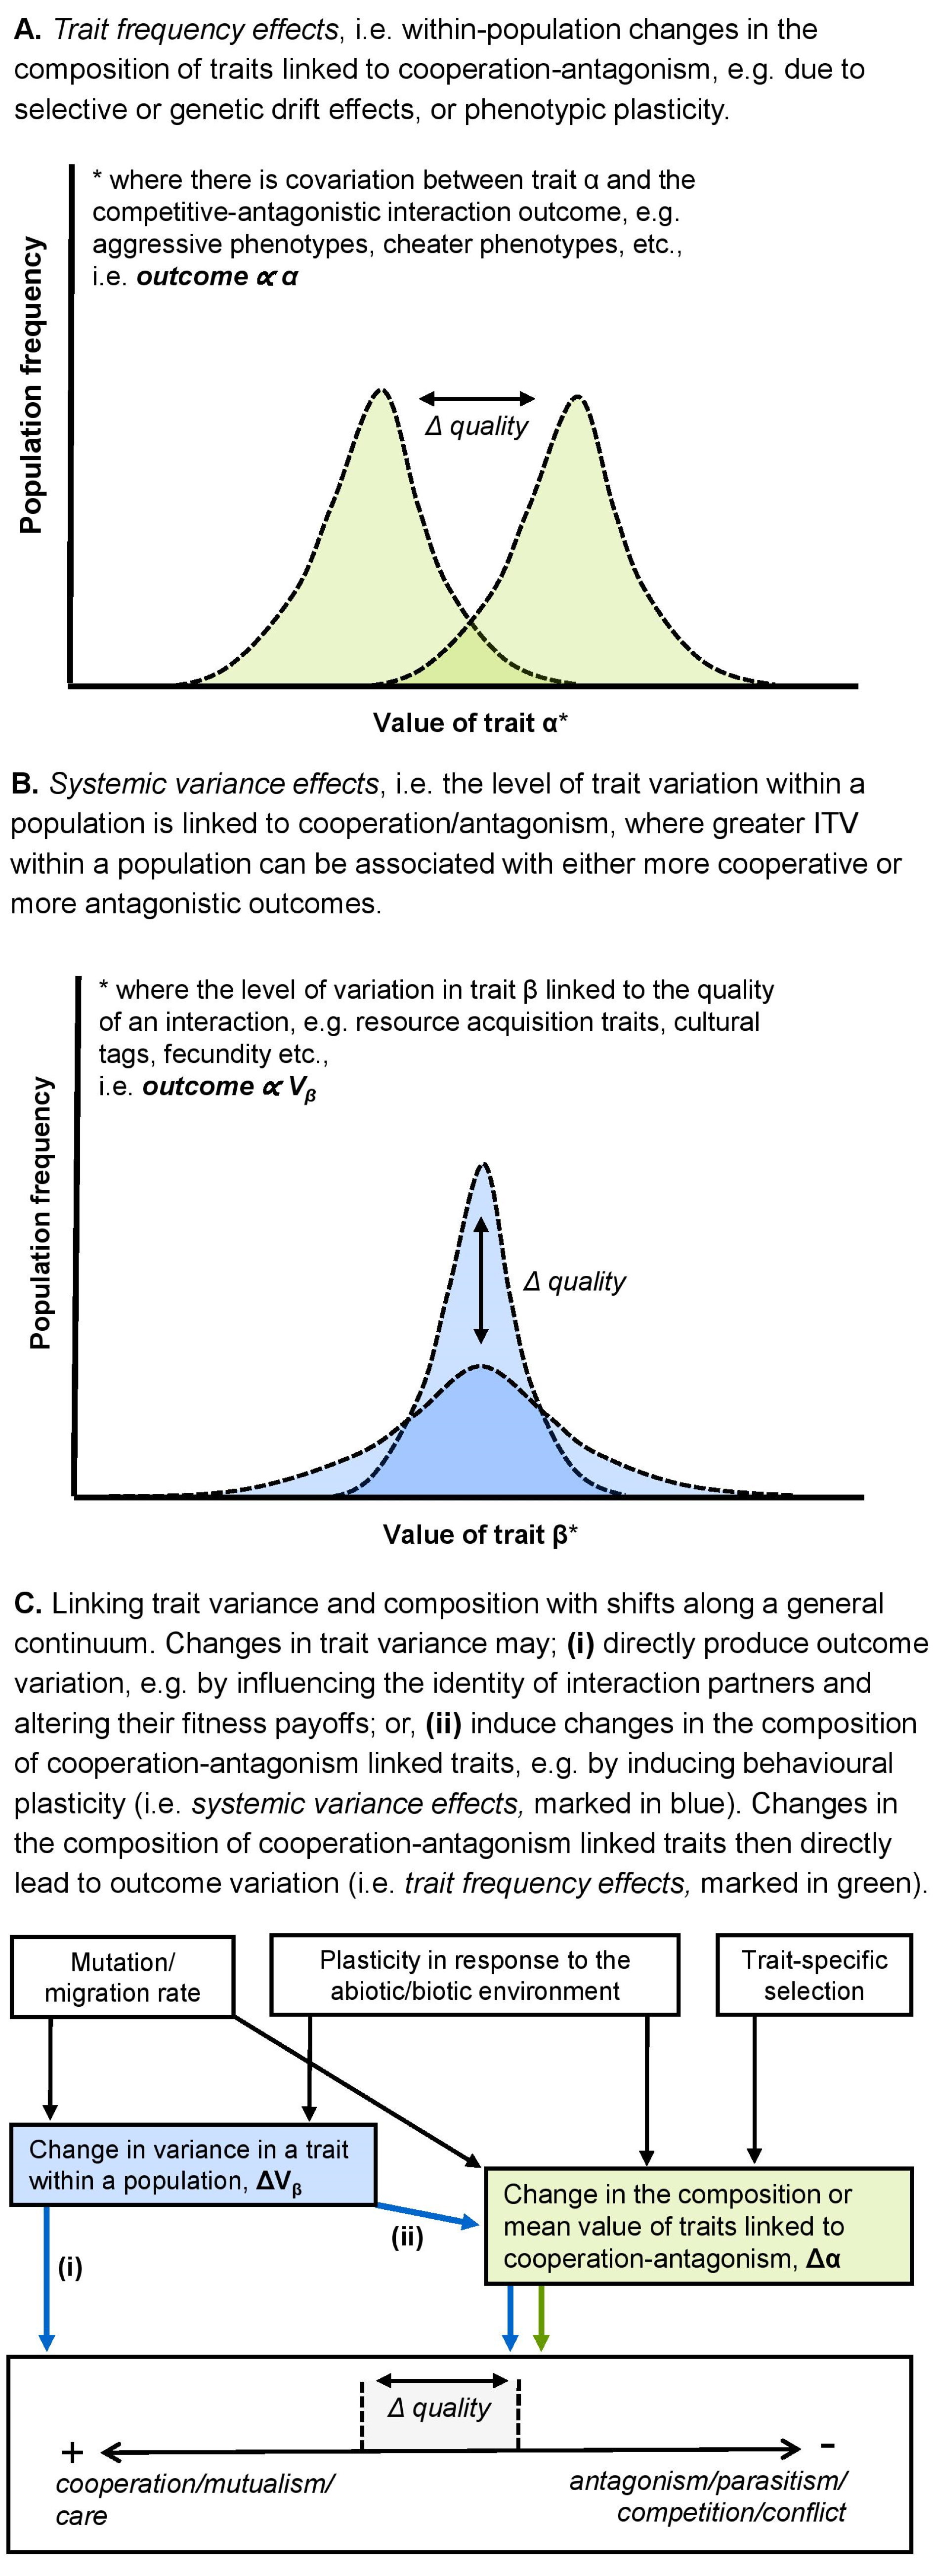 A. Trait frequency effects, i.e. within-population changes in the
composition of traits linked to cooperation-antagonism, e.g. due to
selective or genetic drift effects, or phenotypic plasticity.
* where there is covariation between trait α and the
competitive-antagonistic interaction outcome, e.g.
aggressive phenotypes, cheater phenotypes, etc.,
i.e. outcome ∝ α
Population frequency
Δ quality
Value of trait α*
B. Systemic variance effects, i.e. the level of trait variation within a
population is linked to cooperation/antagonism, where greater ITV
within a population can be associated with either more cooperative or
more antagonistic outcomes.
* where the level of variation in trait β linked to the quality
of an interaction, e.g. resource acquisition traits, cultural
tags, fecundity etc.,
i.e. outcome ∝ Vβ
Population frequency
Δ quality
Value of trait β*
C. Linking trait variance and composition with shifts along a general
continuum. Changes in trait variance may; (i) directly produce outcome
variation, e.g. by influencing the identity of interaction partners and
altering their fitness payoffs; or, (ii) induce changes in the composition
of cooperation-antagonism linked traits, e.g. by inducing behavioural
plasticity (i.e. systemic variance effects, marked in blue). Changes in
the composition of cooperation-antagonism linked traits then directly
lead to outcome variation (i.e. trait frequency effects, marked in green).
Mutation/
migration rate
Plasticity in response to the
abiotic/biotic environment
Trait-specific
selection
Change in variance in a trait
within a population, ΔVβ
Change in the composition or
mean value of traits linked to
cooperation-antagonism, Δα
(i)
(ii)
Δ quality
+
-
cooperation/mutualism/
care
antagonism/parasitism/
competition/conflict